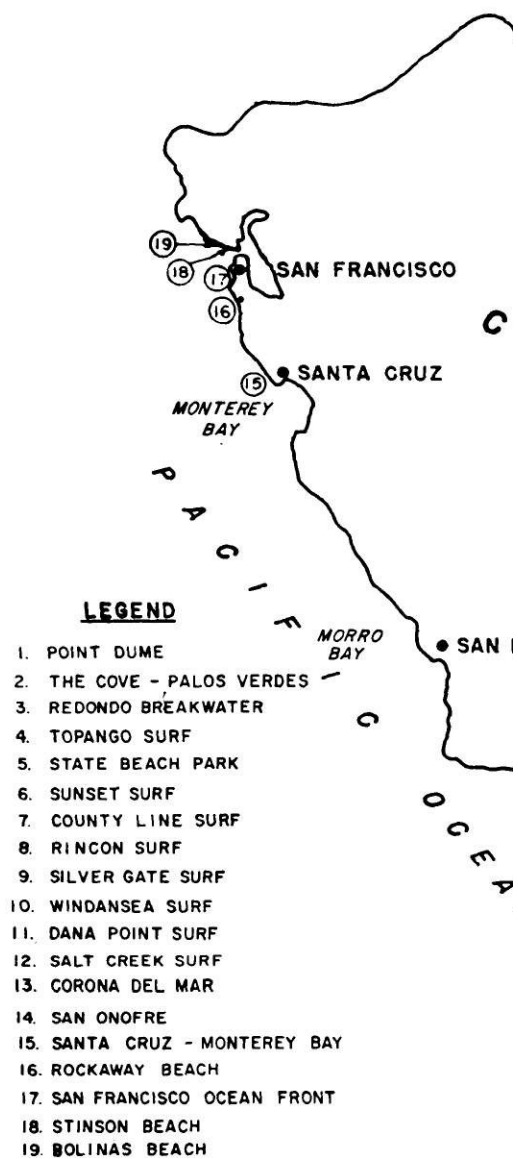 19
18
17
SAN FRANCISCO
16
C
15
SANTA CRUZ
MONTEREY
BAY
PACIFIC OCEA
MORRO
BAY
SAN
LEGEND
1. POINT DUME
2. THE COVE - PALOS VERDES
3. REDONDO BREAKWATER
4. TOPANGO SURF
5. STATE BEACH PARK
6. SUNSET SURF
7. COUNTY LINE SURF
8. RINCON SURF
9. SILVER GATE SURF
10. WINDANSEA SURF
11. DANA POINT SURF
12. SALT CREEK SURF
13. CORONA DEL MAR
14. SAN ONOFRE
15. SANTA CRUZ - MONTEREY BAY
16. ROCKAWAY BEACH
17. SAN FRANCISCO OCEAN FRONT
18. STINSON BEACH
19. BOLINAS BEACH